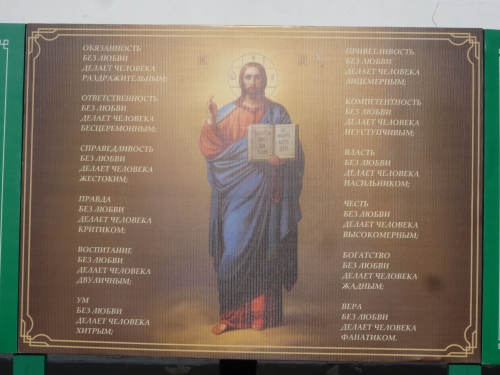 ОБЯЗАННОСТЬ
БЕЗ ЛЮБВИ
ДЕЛАЕТ ЧЕЛОВЕКА
РАЗДРАЖИТЕЛЬНЫМ;
ОТВЕТСТВЕННОСТЬ
БЕЗ ЛЮБВИ
ДЕЛАЕТ ЧЕЛОВЕКА
БЕСЦЕРЕМОННЫМ;
СПРАВЕДЛИВОСТЬ
БЕЗ ЛЮБВИ
ДЕЛАЕТ ЧЕЛОВЕКА
ЖЕСТОКИМ;
ПРАВДА
БЕЗ ЛЮБВИ
ДЕЛАЕТ ЧЕЛОВЕКА
КРИТИКОМ;
ВОСПИТАНИЕ
БЕЗ ЛЮБВИ
ДЕЛАЕТ ЧЕЛОВЕКА
ДВУЛИЧНЫМ;
УМ
БЕЗ ЛЮБВИ
ДЕЛАЕТ ЧЕЛОВЕКА
ХИТРЫМ;
ПРИВЕТЛИВОСТЬ
БЕЗ ЛЮБВИ
ДЕЛАЕТ ЧЕЛОВЕКА
ЛИЦЕМЕРНЫМ;
КОМПЕТЕНТНОСТЬ
БЕЗ ЛЮБВИ
ДЕЛАЕТ ЧЕЛОВЕКА
НЕУСТУПЧИВЫМ;
ВЛАСТЬ
БЕЗ ЛЮБВИ
ДЕЛАЕТ ЧЕЛОВЕКА
НАСИЛЬНИКОМ;
ЧЕСТЬ
БЕЗ ЛЮБВИ
ДЕЛАЕТ ЧЕЛОВЕКА
ВЫСОКОМЕРНЫМ;
БОГАТСТВО
БЕЗ ЛЮБВИ
ДЕЛАЕТ ЧЕЛОВЕКА
ЖАДНЫМ;
ВЕРА
БЕЗ ЛЮБВИ
ДЕЛАЕТ ЧЕЛОВЕКА
ФАНАТИКОМ.